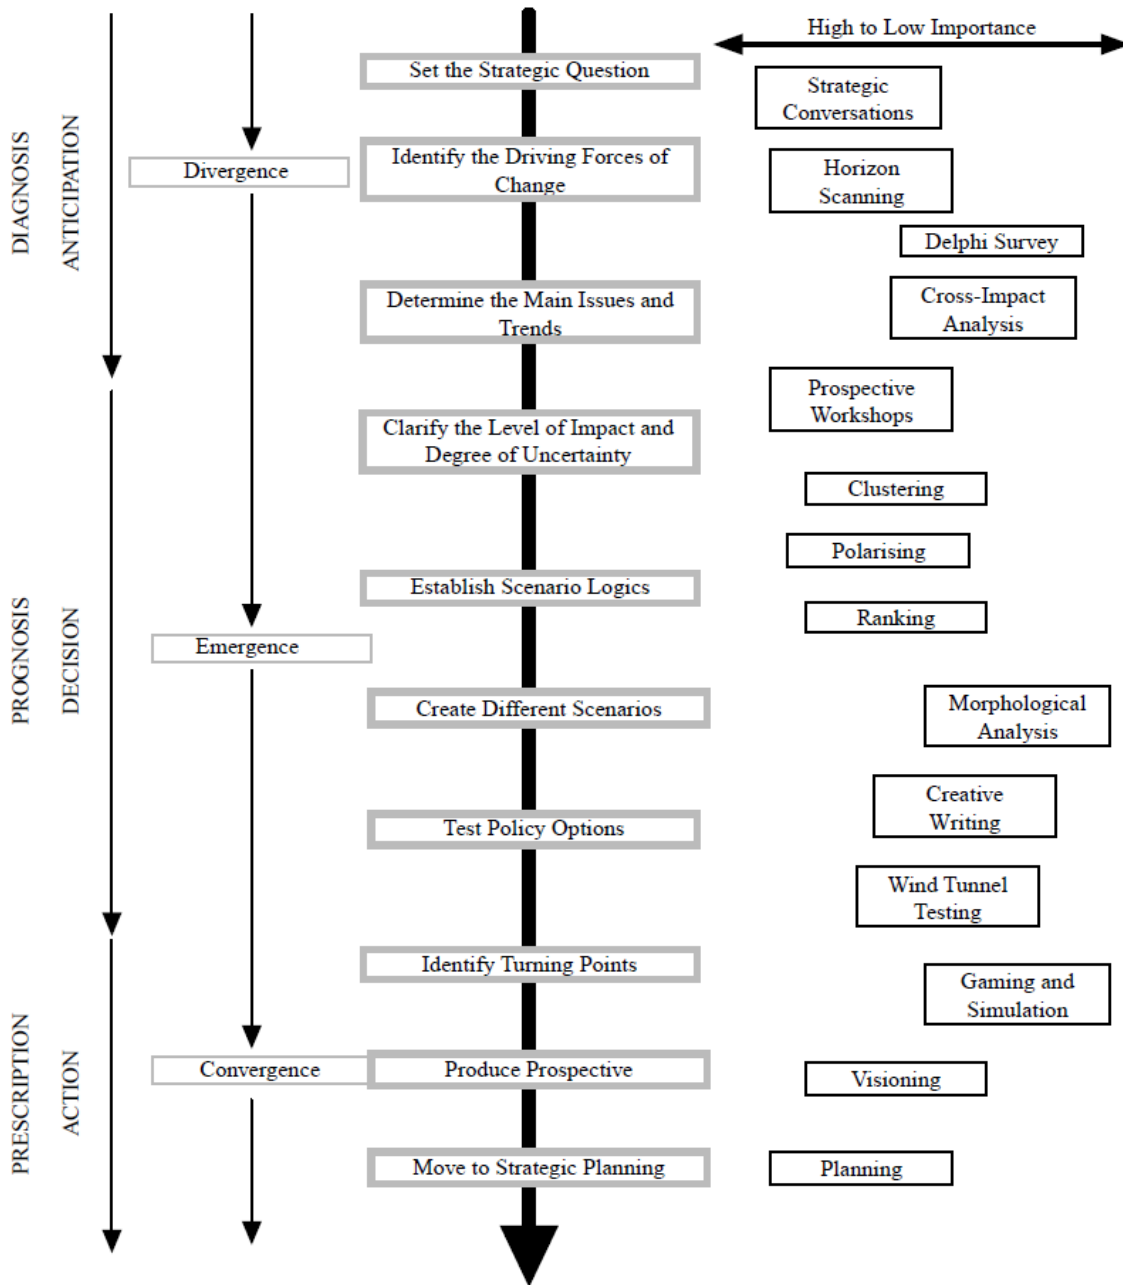 High to Low Importance
Set the Strategic Question
Strategic
Conversations
DIAGNOSIS
ANTICIPATION
Divergence
Identify the Driving Forces of
Change
Horizon
Scanning
Delphi Survey
Determine the Main Issues and
Trends
Cross-Impact
Analysis
Prospective
Workshops
Clarify the Level of Impact and
Degree of Uncertainty
Clustering
Polarising
PROGNOSIS
DECISION
Establish Scenario Logics
Ranking
Emergence
Create Different Scenarios
Morphological
Analysis
Creative
Writing
Test Policy Options
Wind Tunnel
Testing
PRESCRIPTION
ACTION
Identify Turning Points
Gaming and
Simulation
Convergence
Produce Prospective
Visioning
Move to Strategic Planning
Planning